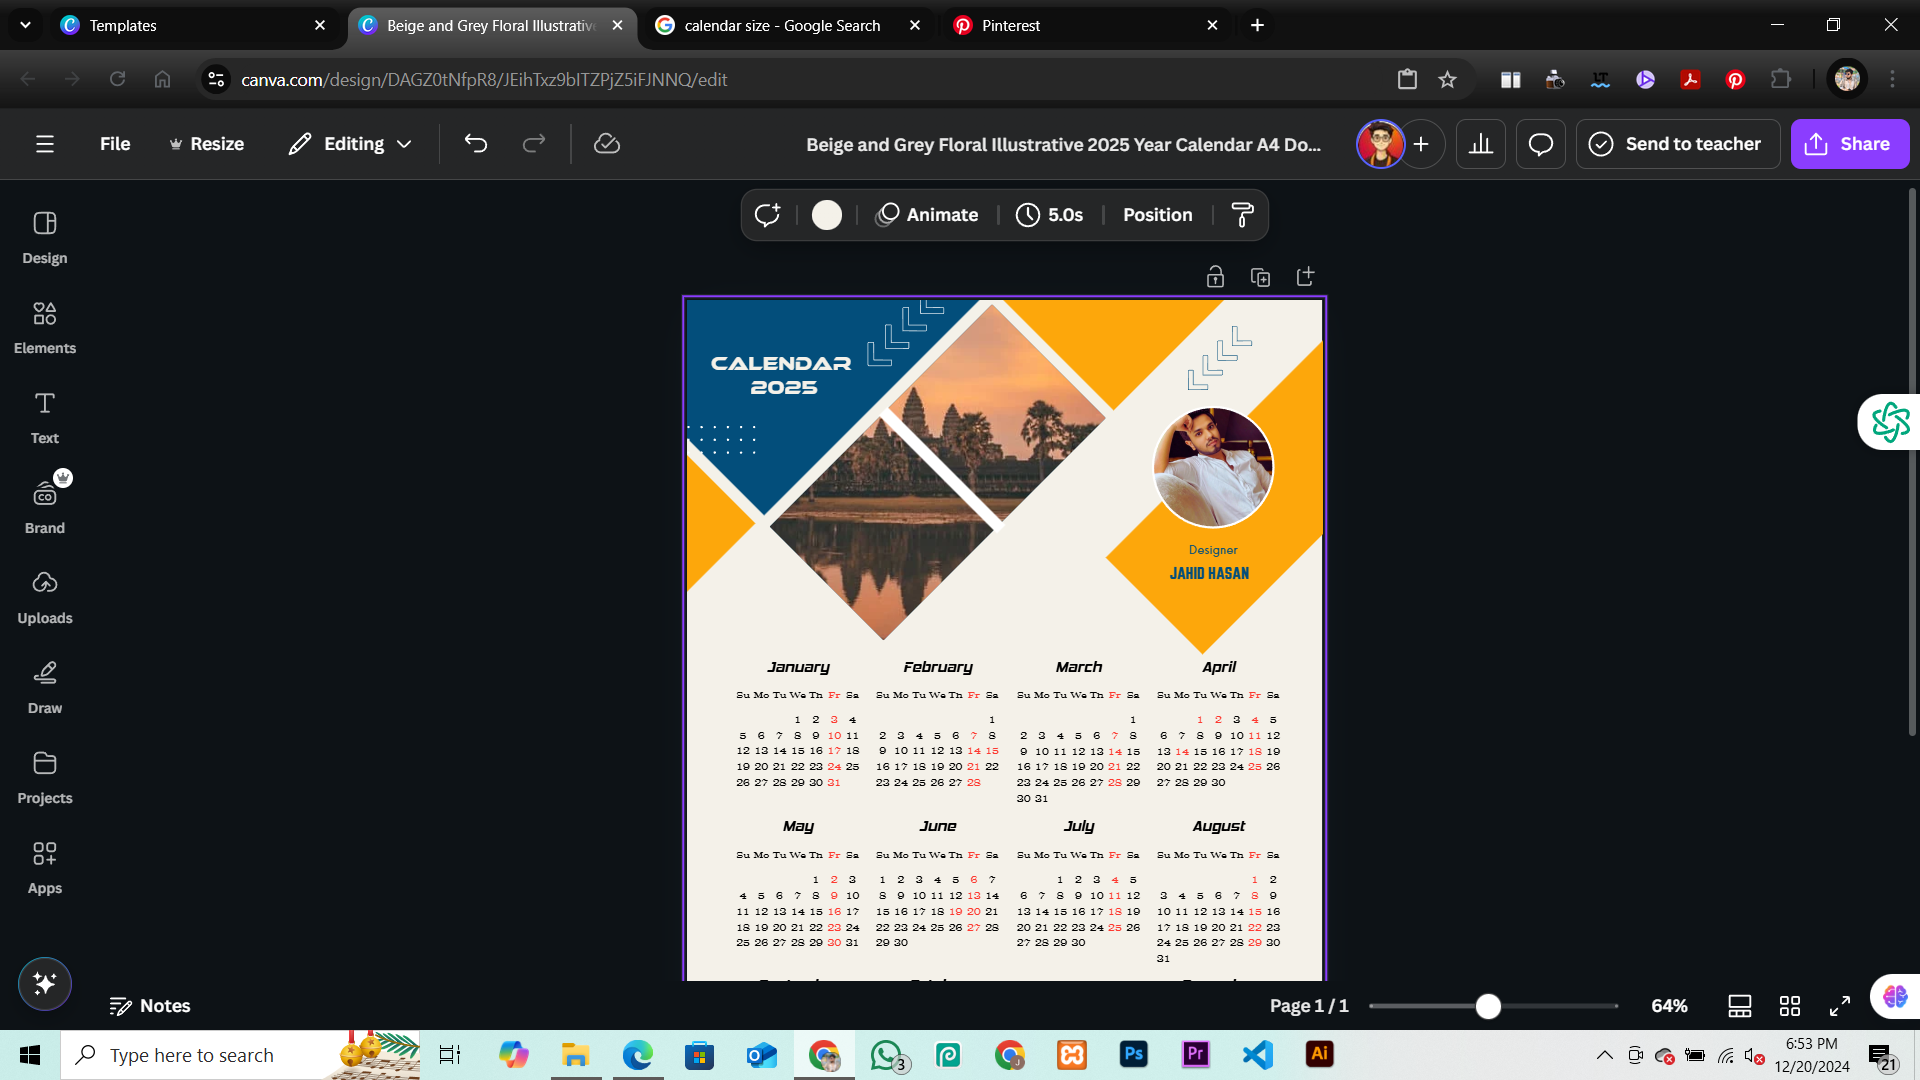 Templates
Beige and Grey Floral Illustrative
calendar size - Google Search
Pinterest
canva.com/design/DAGZ0tNfpR8/JEihTxz9bITZPjZ5iFJNNQ/edit
File
Resize
Editing
Beige and Grey Floral Illustrative 2025 Year Calendar A4 Do...
Send to teacher
Share
Animate
5.0s
Position
Design
Elements
Text
Brand
Uploads
Draw
Projects
Apps
CALENDAR
2025
Designer
JAHID HASAN
January February March April
Su Mo Tu We Th Fr Sa Su Mo Tu We Th Fr Sa Su Mo Tu We Th Fr Sa Su Mo Tu We Th Fr Sa
1 2 3 4 1 1 1 2 3 4 5
5 6 7 8 9 10 11 2 3 4 5 6 7 8 2 3 4 5 6 7 8 6 7 8 9 10 11 12
12 13 14 15 16 17 18 9 10 11 12 13 14 15 9 10 11 12 13 14 15 13 14 15 16 17 18 19
19 20 21 22 23 24 25 16 17 18 19 20 21 22 16 17 18 19 20 21 22 20 21 22 23 24 25 26
26 27 28 29 30 31 23 24 25 26 27 28 23 24 25 26 27 28 29 27 28 29 30
30 31
May June July August
Su Mo Tu We Th Fr Sa Su Mo Tu We Th Fr Sa Su Mo Tu We Th Fr Sa Su Mo Tu We Th Fr Sa
1 2 3 1 2 3 4 5 6 7 1 2 3 4 5 1 2
4 5 6 7 8 9 10 8 9 10 11 12 13 14 6 7 8 9 10 11 12 3 4 5 6 7 8 9
11 12 13 14 15 16 17 15 16 17 18 19 20 21 13 14 15 16 17 18 19 10 11 12 13 14 15 16
18 19 20 21 22 23 24 22 23 24 25 26 27 28 20 21 22 23 24 25 26 17 18 19 20 21 22 23
25 26 27 28 29 30 31 29 30 27 28 29 30 24 25 26 27 28 29 30
31
Notes
Page 1 / 1
64%
Type here to search
3
Ps
Pr
Ai
6:53 PM
12/20/2024
21